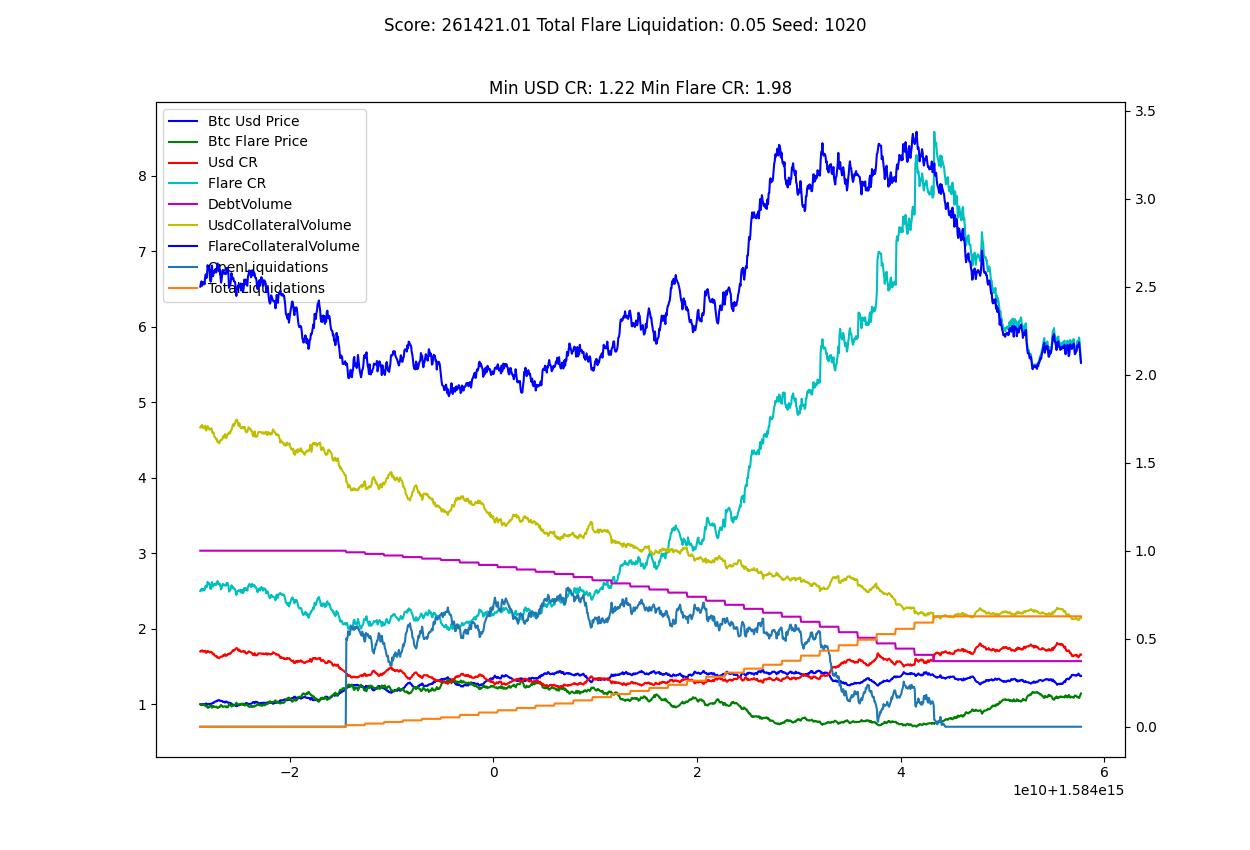 Score: 261421.01 Total Flare Liquidation: 0.05 Seed: 1020
Min USD CR: 1.22 Min Flare CR: 1.98
Btc Usd Price
Btc Flare Price
Usd CR
Flare CR
DebtVolume
UsdCollateralVolume
FlareCollateralVolume
OpenLiquidations
TotalLiquidations
8
7
6
5
4
3
2
1
3.5
3.0
2.5
2.0
1.5
1.0
0.5
0.0
−2
0
2
4
6
1e10+1.584e15